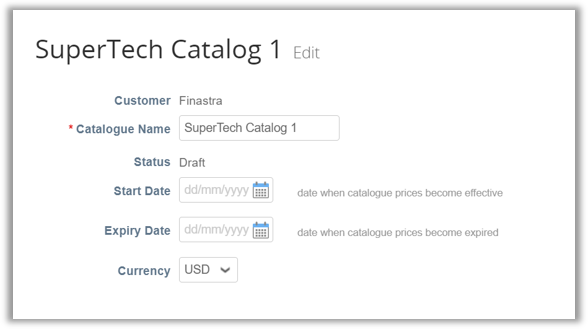 SuperTech Catalog 1 Edit
Customer Finastra
* Catalogue Name SuperTech Catalog 1
Status Draft
Start Date dd/mm/yyyy date when catalogue prices become effective
Expiry Date dd/mm/yyyy date when catalogue prices become expired
Currency USD